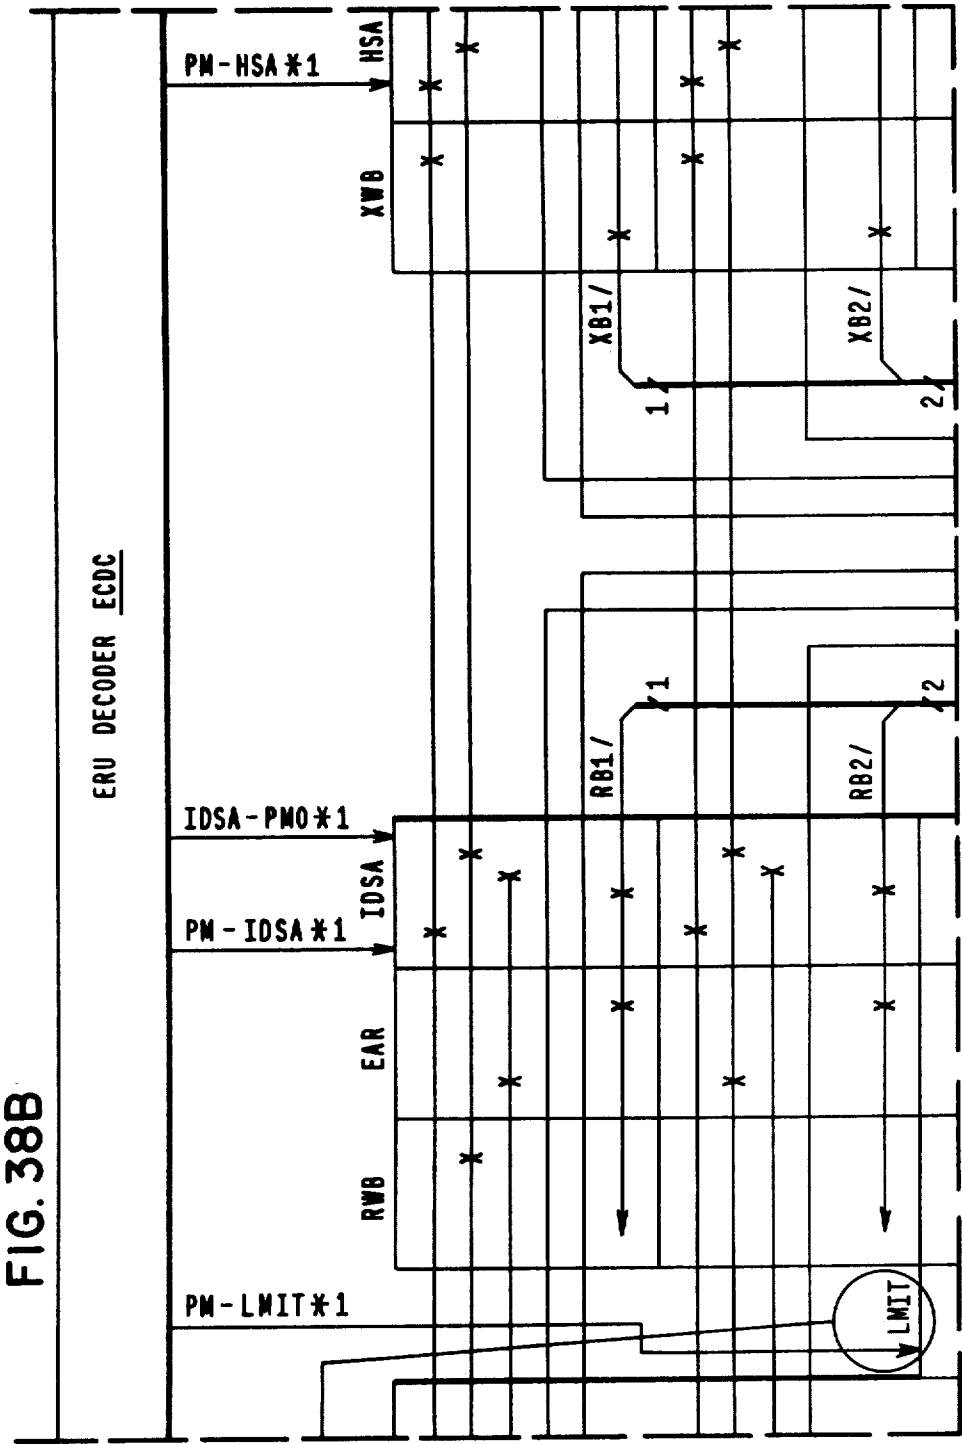 FIG. 38B
ERU DECODER ECDC
PM-LMIT*1
PM-IDSA*1
IDSA-PMO*1
PM-HSA*1
RWB
EAR
IDSA
XWB
HSA
RB1/
1
XB1/
1
LMIT
RB2/
2
XB2/
2